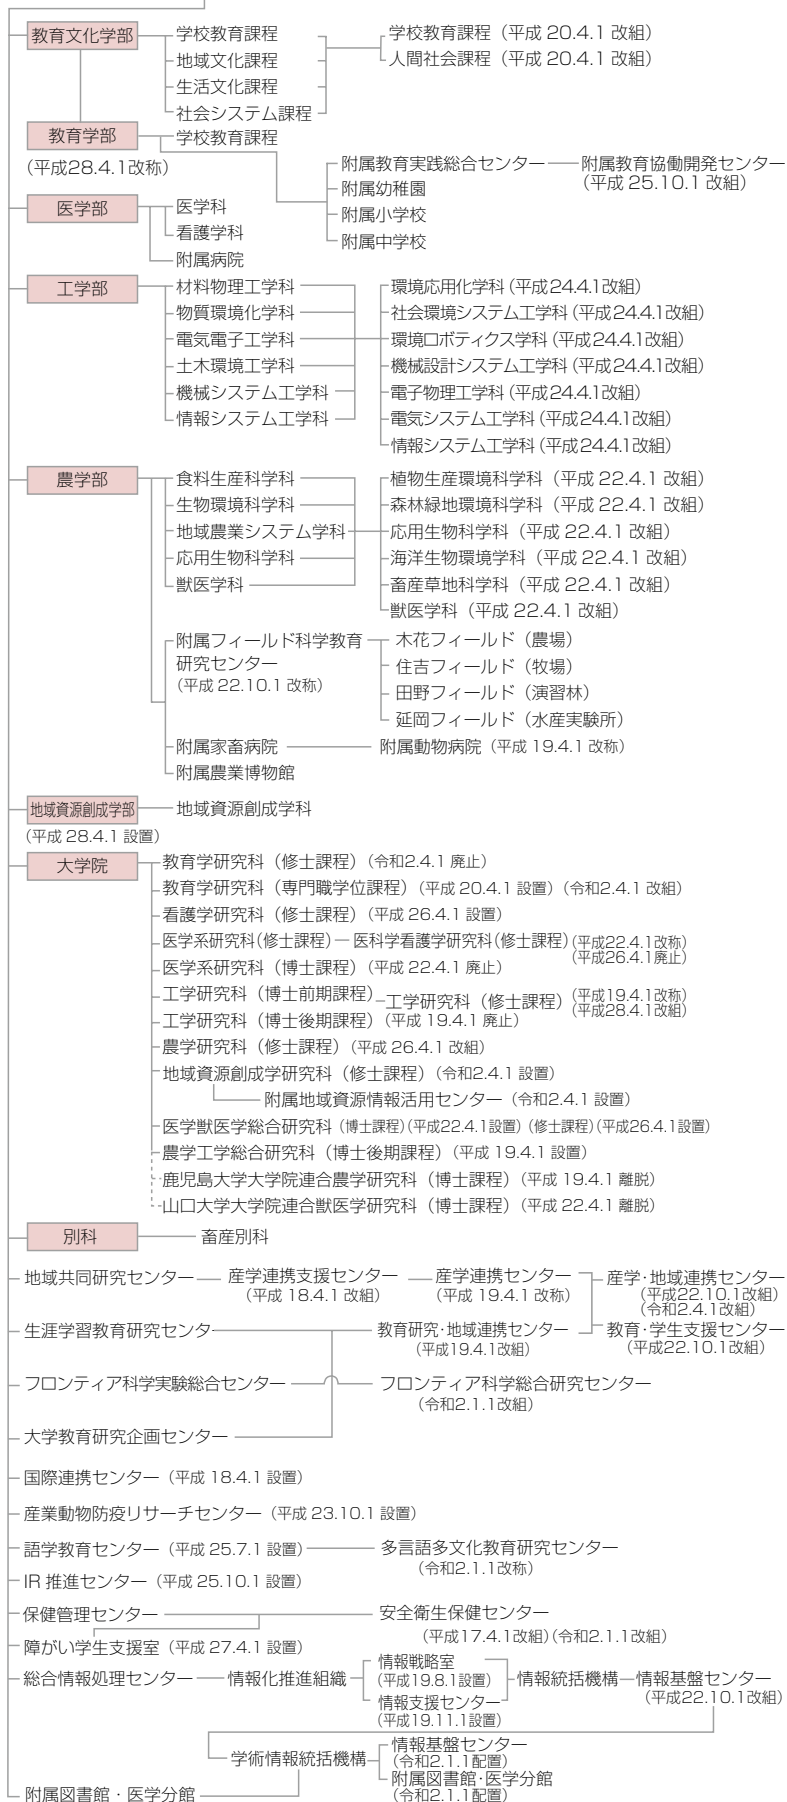 教育文化学部
学校教育課程
地域文化課程
生活文化課程
社会システム課程
学校教育課程（平成 20.4.1 改組）
人間社会課程（平成 20.4.1 改組）
教育学部
（平成28.4.1改称）
学校教育課程
附属教育実践総合センター
附属教育協働開発センター
（平成 25.10.1 改組）
附属幼稚園
附属小学校
附属中学校
医学部
医学科
看護学科
附属病院
工学部
材料物理工学科
物質環境化学科
電気電子工学科
土木環境工学科
機械システム工学科
情報システム工学科
環境応用化学科（平成24.4.1改組）
社会環境システム工学科（平成24.4.1改組）
環境ロボティクス学科（平成24.4.1改組）
機械設計システム工学科（平成24.4.1改組）
電子物理工学科（平成24.4.1改組）
電気システム工学科（平成24.4.1改組）
情報システム工学科（平成24.4.1改組）
農学部
食料生産科学科
生物環境科学科
地域農業システム学科
応用生物科学科
獣医学科
植物生産環境科学科（平成 22.4.1 改組）
森林緑地環境科学科（平成 22.4.1 改組）
応用生物科学科（平成 22.4.1 改組）
海洋生物環境学科（平成 22.4.1 改組）
畜産草地科学科（平成 22.4.1 改組）
獣医学科（平成 22.4.1 改組）
附属フィールド科学教育
研究センター
（平成 22.10.1 改称）
木花フィールド（農場）
住吉フィールド（牧場）
田野フィールド（演習林）
延岡フィールド（水産実験所）
附属家畜病院
附属動物病院（平成 19.4.1 改称）
附属農業博物館
地域資源創成学部
（平成 28.4.1 設置）
地域資源創成学科
大学院
教育学研究科（修士課程）（令和2.4.1 廃止）
教育学研究科（専門職学位課程）（平成 20.4.1 設置）（令和2.4.1 改組）
看護学研究科（修士課程）（平成 26.4.1 設置）
医学系研究科（修士課程）
医科学看護学研究科（修士課程）（平成22.4.1改称）
（平成26.4.1廃止）
医学系研究科（博士課程）（平成 22.4.1 廃止）
工学研究科（博士前期課程）
工学研究科（修士課程）（平成19.4.1改称）
（平成28.4.1改組）
工学研究科（博士後期課程）（平成 19.4.1 廃止）
農学研究科（修士課程）（平成 26.4.1 改組）
地域資源創成学研究科（修士課程）（令和2.4.1 設置）
附属地域資源情報活用センター（令和2.4.1 設置）
医学獣医学総合研究科（博士課程）（平成22.4.1設置）（修士課程）（平成26.4.1設置）
農学工学総合研究科（博士後期課程）（平成 19.4.1 設置）
鹿児島大学大学院連合農学研究科（博士課程）（平成 19.4.1 離脱）
山口大学大学院連合獣医学研究科（博士課程）（平成 22.4.1 離脱）
別科
畜産別科
地域共同研究センター
産学連携支援センター
（平成 18.4.1 改組）
産学連携センター
（平成 19.4.1 改称）
産学・地域連携センター
（平成22.10.1改組）
（令和2.4.1改組）
生涯学習教育研究センター
教育研究・地域連携センター
（平成19.4.1改組）
教育・学生支援センター
（平成22.10.1改組）
フロンティア科学実験総合センター
フロンティア科学総合研究センター
（令和2.1.1改組）
大学教育研究企画センター
国際連携センター（平成 18.4.1 設置）
産業動物防疫リサーチセンター（平成 23.10.1 設置）
語学教育センター（平成 25.7.1 設置）
多言語多文化教育研究センター
（令和2.1.1改称）
IR 推進センター（平成 25.10.1 設置）
保健管理センター
安全衛生保健センター
（平成17.4.1改組）（令和2.1.1改組）
障がい学生支援室（平成 27.4.1 設置）
総合情報処理センター
情報化推進組織
情報戦略室
（平成19.8.1設置）
情報支援センター
（平成19.11.1設置）
情報統括機構
情報基盤センター
（平成22.10.1改組）
学術情報統括機構
情報基盤センター
（令和2.1.1配置）
附属図書館・医学分館
（令和2.1.1配置）
附属図書館・医学分館